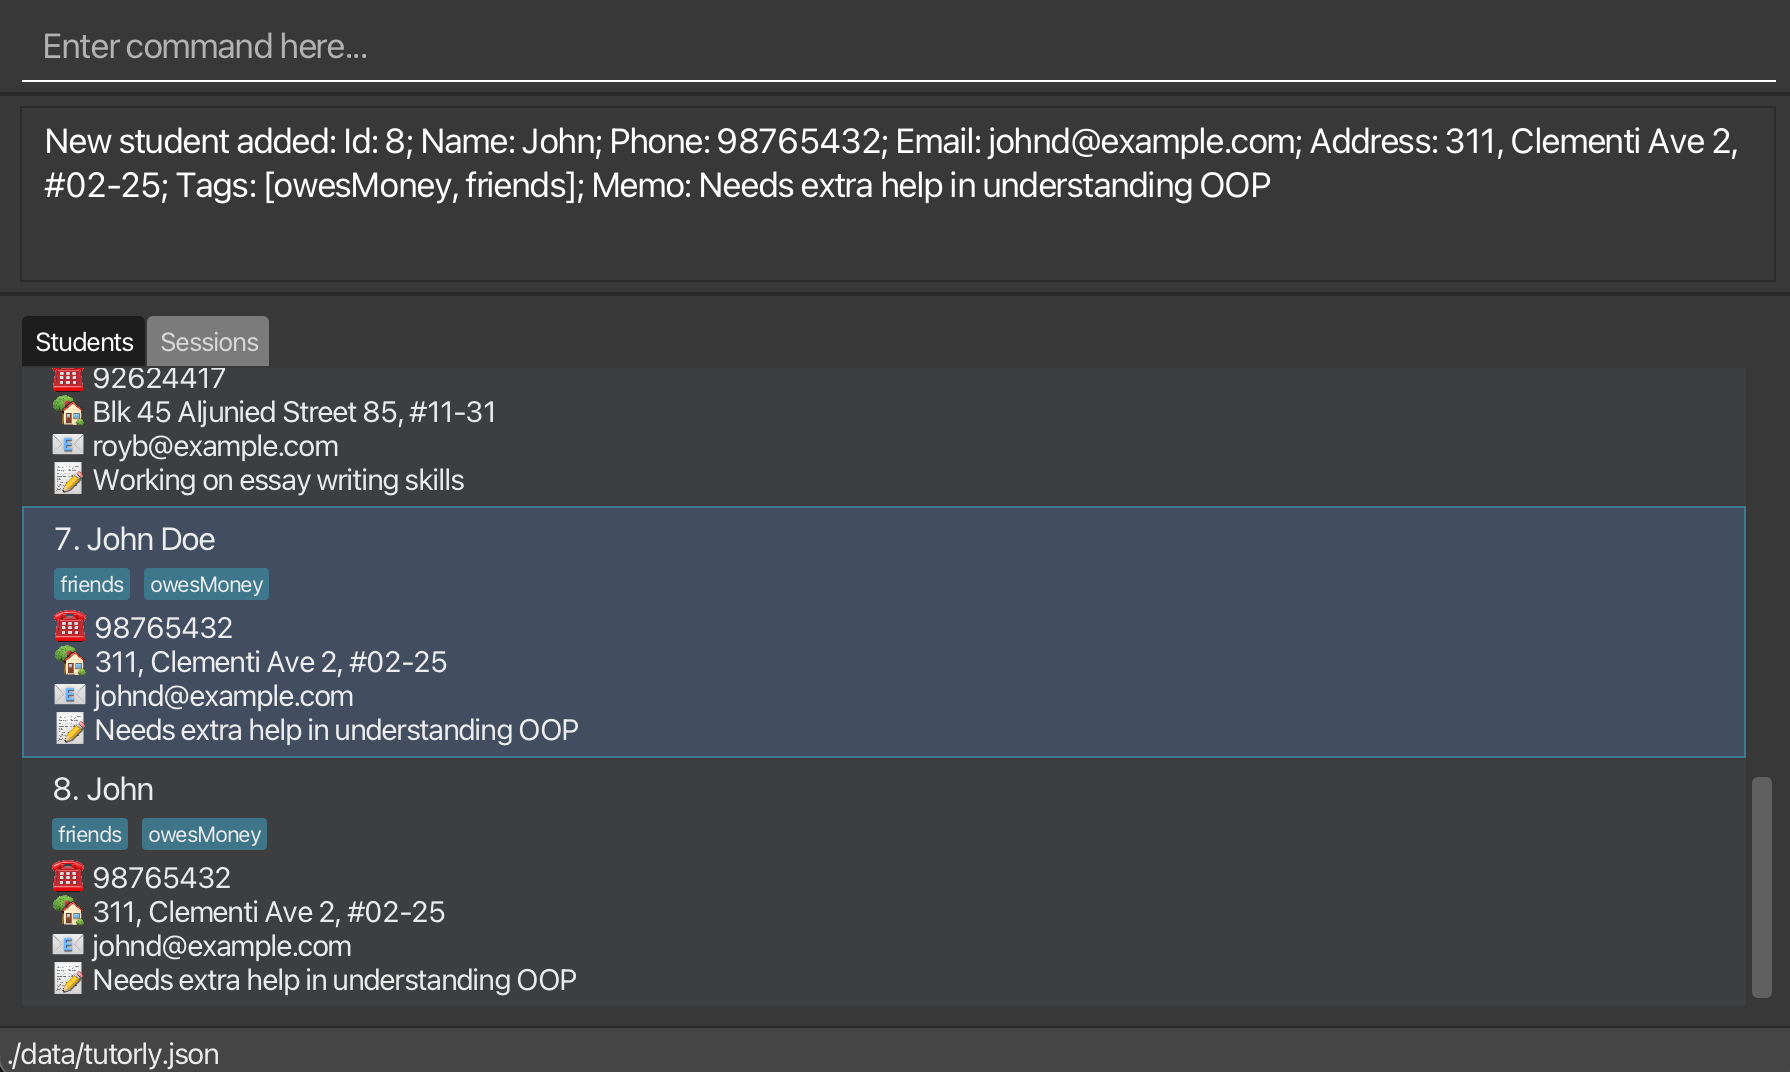 Enter command here...
New student added: Id: 8; Name: John; Phone: 98765432; Email: johnd@example.com; Address: 311, Clementi Ave 2,
#02-25; Tags: [owesMoney, friends]; Memo: Needs extra help in understanding OOP
Students Sessions
92624417
Blk 45 Aljunied Street 85, #11-31
royb@example.com
Working on essay writing skills
7. John Doe
friends owesMoney
98765432
311, Clementi Ave 2, #02-25
johnd@example.com
Needs extra help in understanding OOP
8. John
friends owesMoney
98765432
311, Clementi Ave 2, #02-25
johnd@example.com
Needs extra help in understanding OOP
./data/tutorly.json